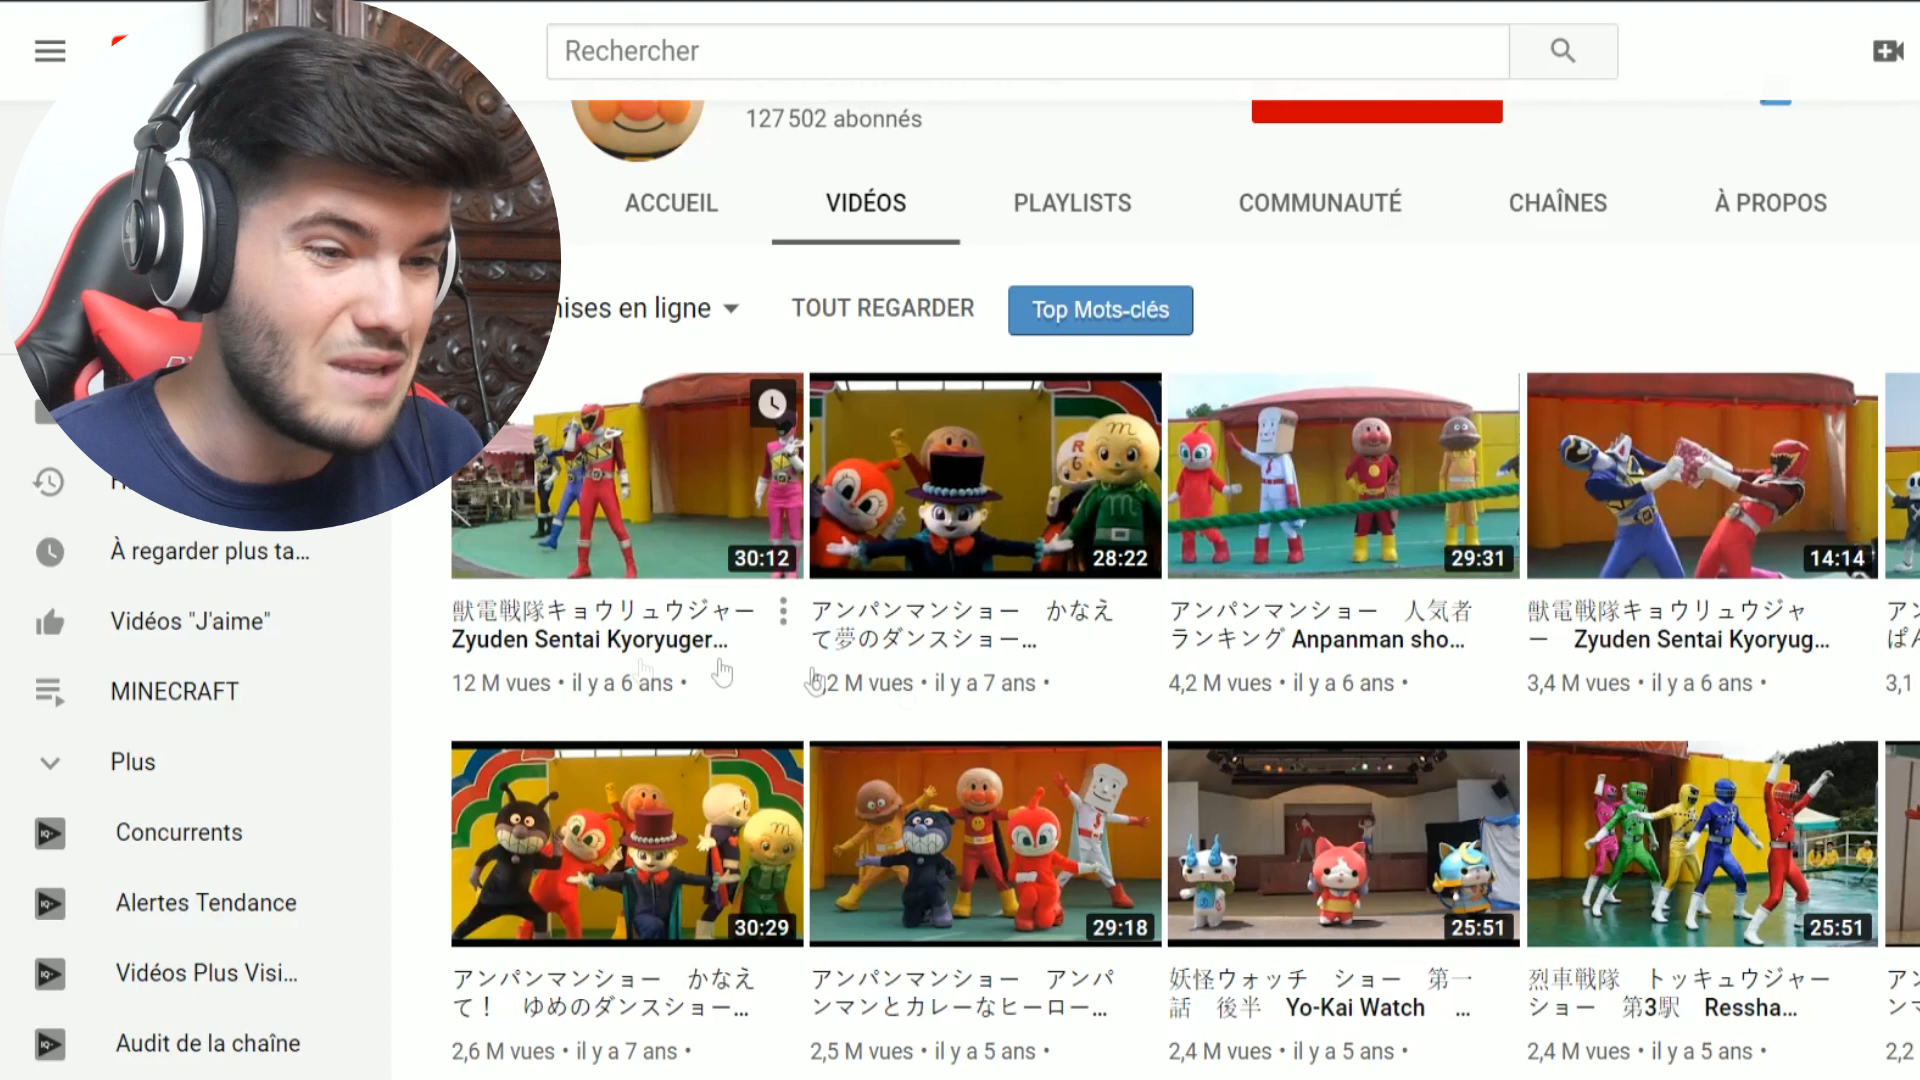 Rechercher
127 502 abonnés
ACCUEIL
VIDÉOS
PLAYLISTS
COMMUNAUTÉ
CHAÎNES
À PROPOS
ises en ligne
TOUT REGARDER
Top Mots-clés
30:12
28:22
29:31
14:14
獣電戦隊キョウリュウジャー
Zyuden Sentai Kyoryuger...
12 M vues • il y a 6 ans •
アンパンマンショー　かなえ
て夢のダンスショー...
,2 M vues • il y a 7 ans •
アンパンマンショー　人気者
ランキング Anpanman sho...
4,2 M vues • il y a 6 ans •
獣電戦隊キョウリュウジャ
ー　Zyuden Sentai Kyoryug...
3,4 M vues • il y a 6 ans •
アン
ぱん
3,1
À regarder plus ta...
Vidéos "J'aime"
MINECRAFT
Plus
Concurrents
Alertes Tendance
Vidéos Plus Visi...
Audit de la chaîne
30:29
29:18
25:51
25:51
アンパンマンショー　かなえ
て！　ゆめのダンスショー...
2,6 M vues • il y a 7 ans •
アンパンマンショー　アンパ
ンマンとカレーなヒーロー...
2,5 M vues • il y a 5 ans •
妖怪ウォッチ　ショー　第一
話　後半　Yo-Kai Watch　...
2,4 M vues • il y a 5 ans •
烈車戦隊　トッキュウジャー
ショー　第3駅　Ressha...
2,4 M vues • il y a 5 ans •
アン
ンマ
2,2